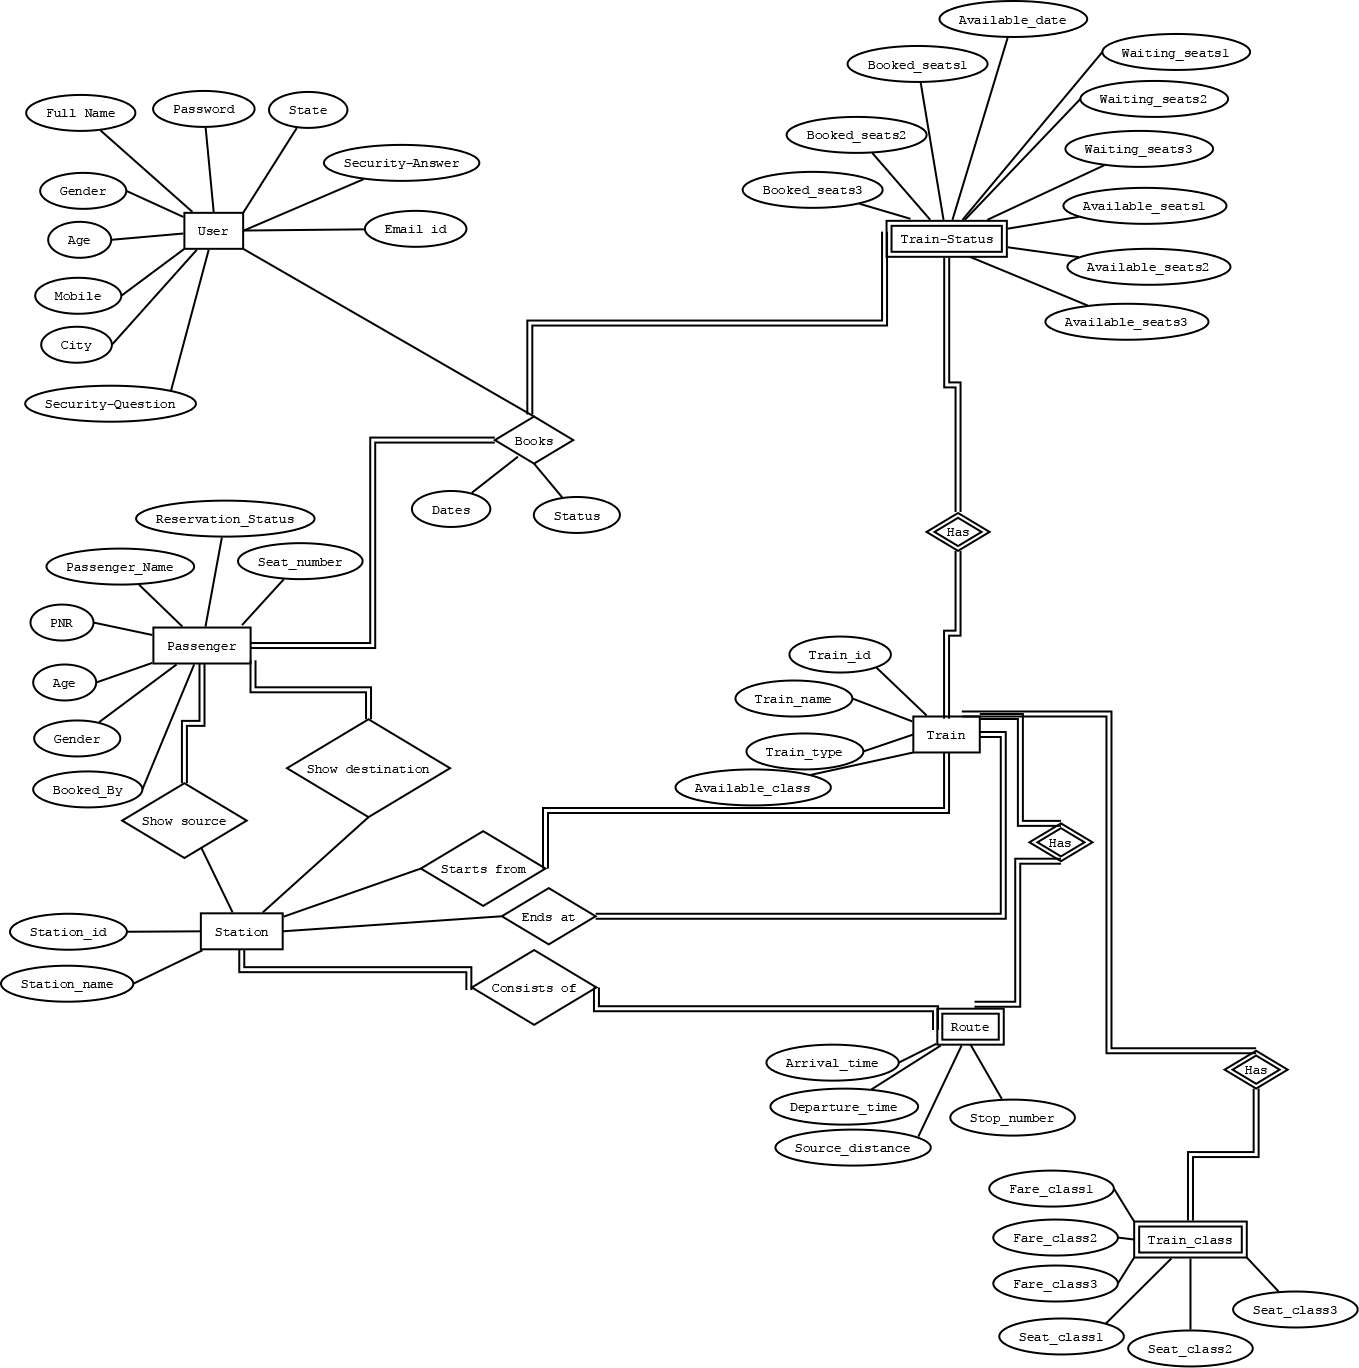 Available_date
Waiting_seats1
Booked_seats1
Waiting_seats2
Full Name
Password
State
Booked_seats2
Waiting_seats3
Security-Answer
Gender
Booked_seats3
Available_seats1
User
Email id
Age
Train-Status
Available_seats2
Mobile
Available_seats3
City
Security-Question
Books
Dates
Status
Reservation_Status
Has
Passenger_Name
Seat_number
PNR
Passenger
Train_id
Age
Train_name
Gender
Train
Train_type
Show destination
Booked_By
Available_class
Show source
Has
Starts from
Ends at
Station_id
Station
Station_name
Consists of
Route
Arrival_time
Has
Departure_time
Stop_number
Source_distance
Fare_class1
Fare_class2
Train_class
Fare_class3
Seat_class3
Seat_class1
Seat_class2